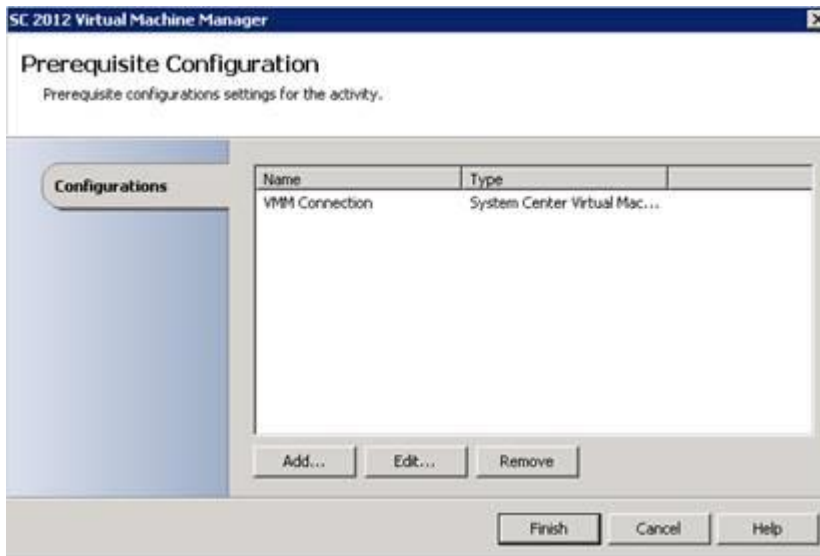 SC 2012 Virtual Machine Manager
Prerequisite Configuration
Prerequisite configurations settings for the activity.
Configurations
Name Type
VMM Connection System Center Virtual Mac...
Add... Edit... Remove
Finish Cancel Help